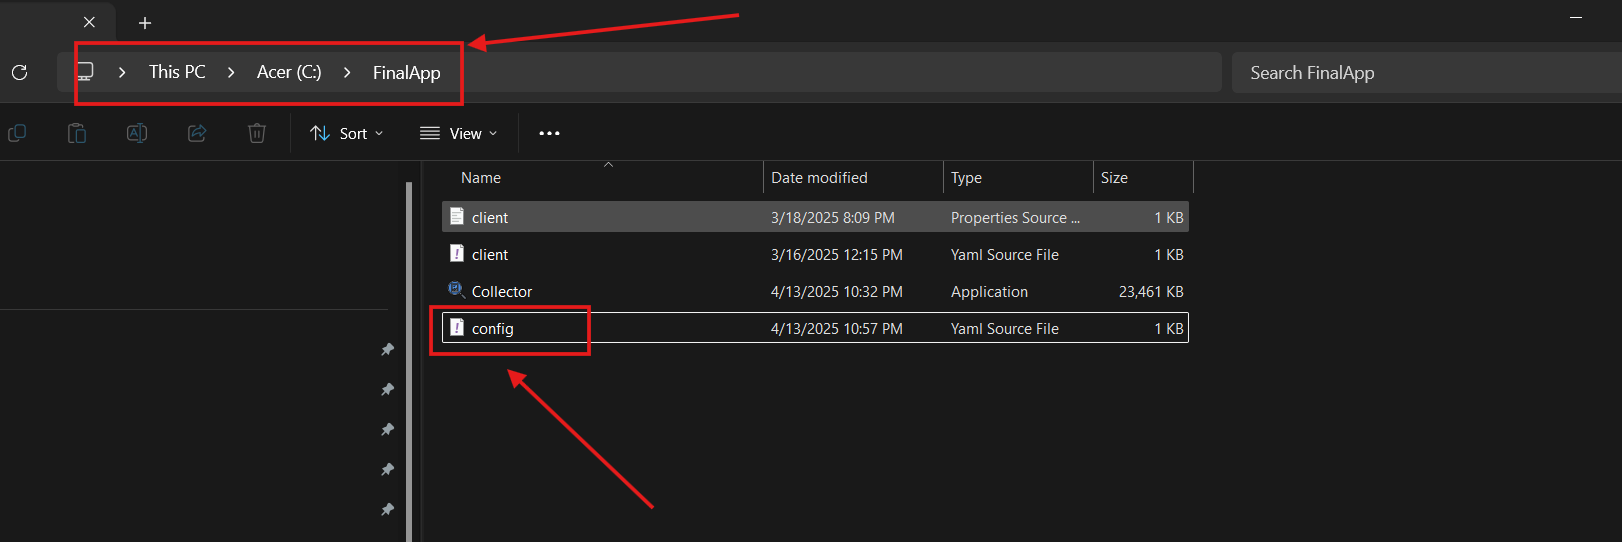 This PC > Acer (C:) > FinalApp
Search FinalApp
Sort
View
Name Date modified Type Size
client 3/18/2025 8:09 PM Properties Source ... 1 KB
client 3/16/2025 12:15 PM Yaml Source File 1 KB
Collector 4/13/2025 10:32 PM Application 23,461 KB
config 4/13/2025 10:57 PM Yaml Source File 1 KB